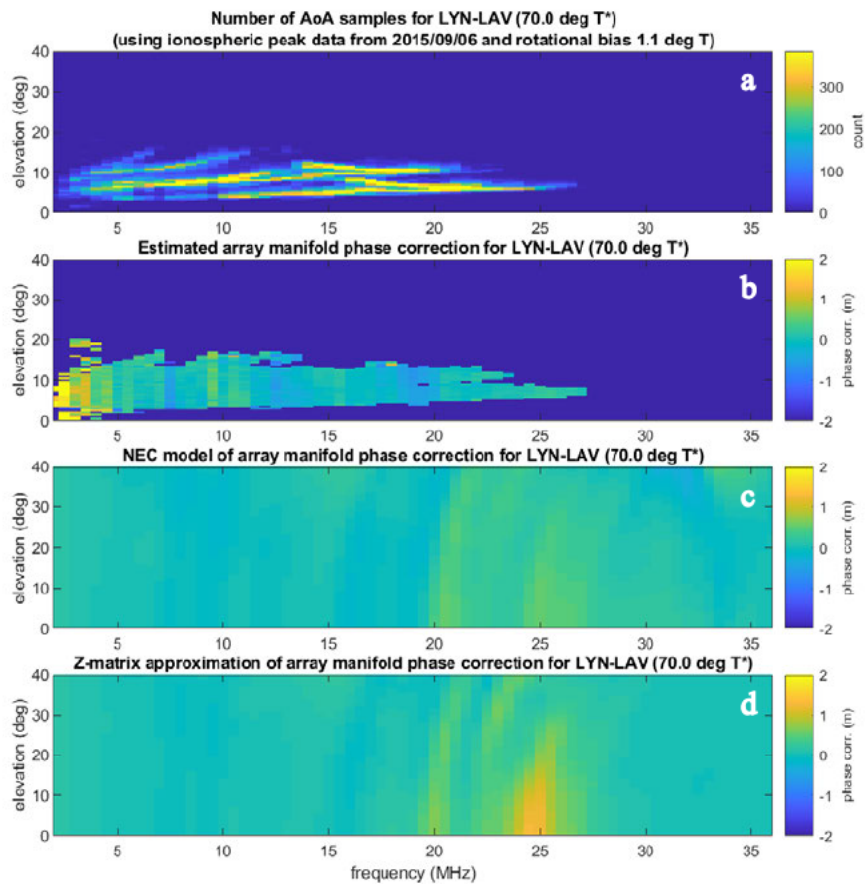 Number of AoA samples for LYN-LAV (70.0 deg T*)
(using ionospheric peak data from 2015/09/06 and rotational bias 1.1 deg T)
a
40
30
20
10
0
elevation (deg)
5 10 15 20 25 30 35
300
200
100
0
count
Estimated array manifold phase correction for LYN-LAV (70.0 deg T*)
b
40
30
20
10
0
elevation (deg)
5 10 15 20 25 30 35
2
1
0
-1
-2
phase corr. (m)
NEC model of array manifold phase correction for LYN-LAV (70.0 deg T*)
c
40
30
20
10
0
elevation (deg)
5 10 15 20 25 30 35
2
1
0
-1
-2
phase corr. (m)
Z-matrix approximation of array manifold phase correction for LYN-LAV (70.0 deg T*)
d
40
30
20
10
0
elevation (deg)
5 10 15 20 25 30 35
frequency (MHz)
2
1
0
-1
-2
phase corr. (m)